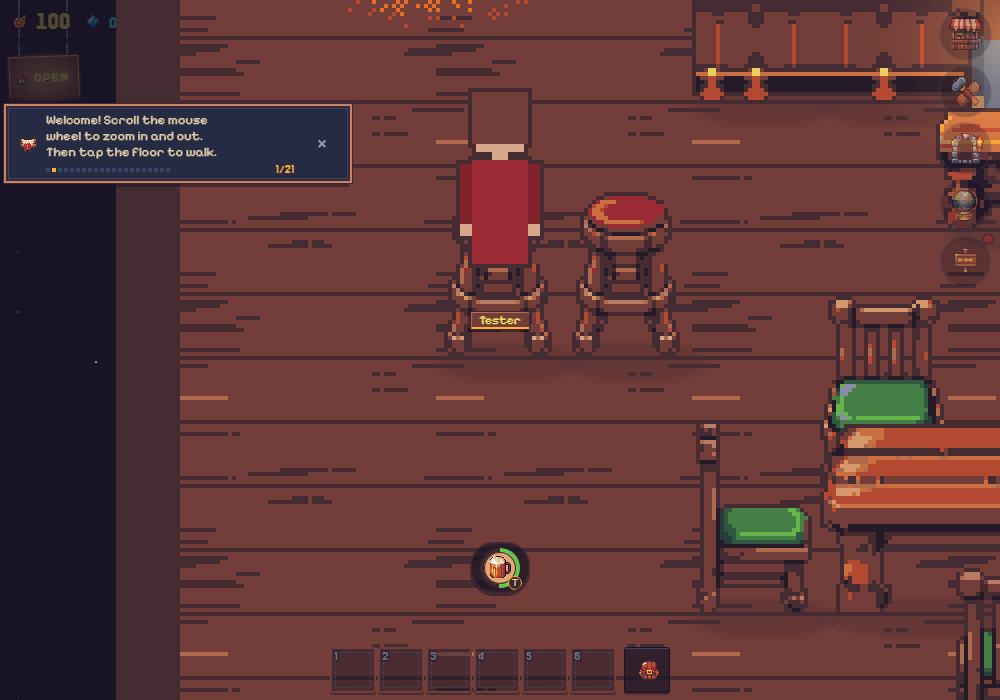 100
0
OPEN
Welcome! Scroll the mouse
wheel to zoom in and out.
Then tap the floor to walk.
×
1/21
Tester
T
1
2
3
4
5
6